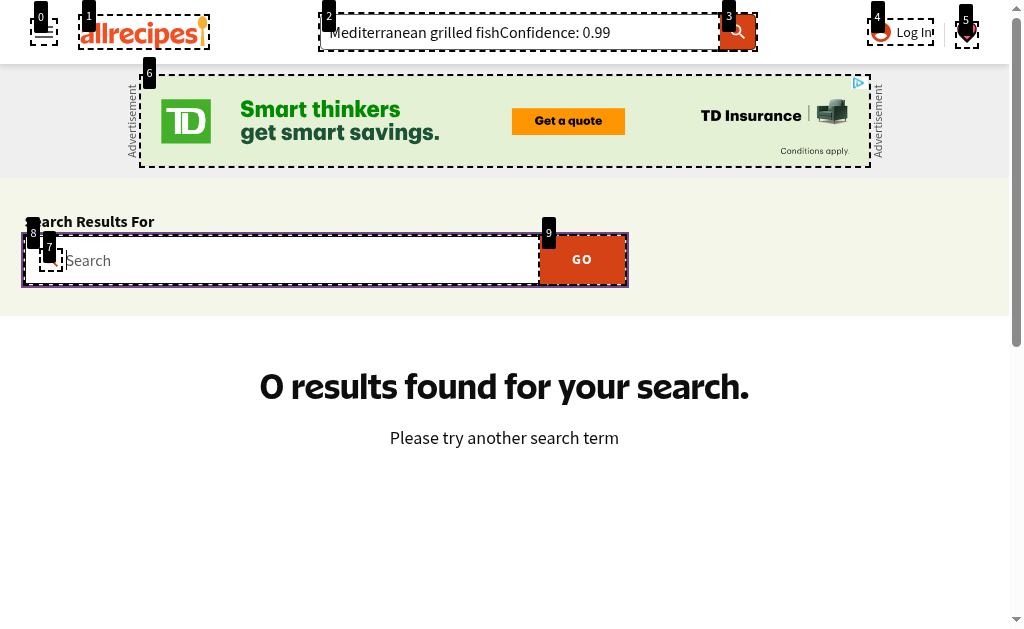 0
1
2
3
4
5
allrecipes
Mediterranean grilled fishConfidence: 0.99
Log In
6
Advertisement
TD
Smart thinkers
get smart savings.
Get a quote
TD Insurance
Conditions apply.
Advertisement
Search Results For
8
7
9
Search
GO
0 results found for your search.
Please try another search term